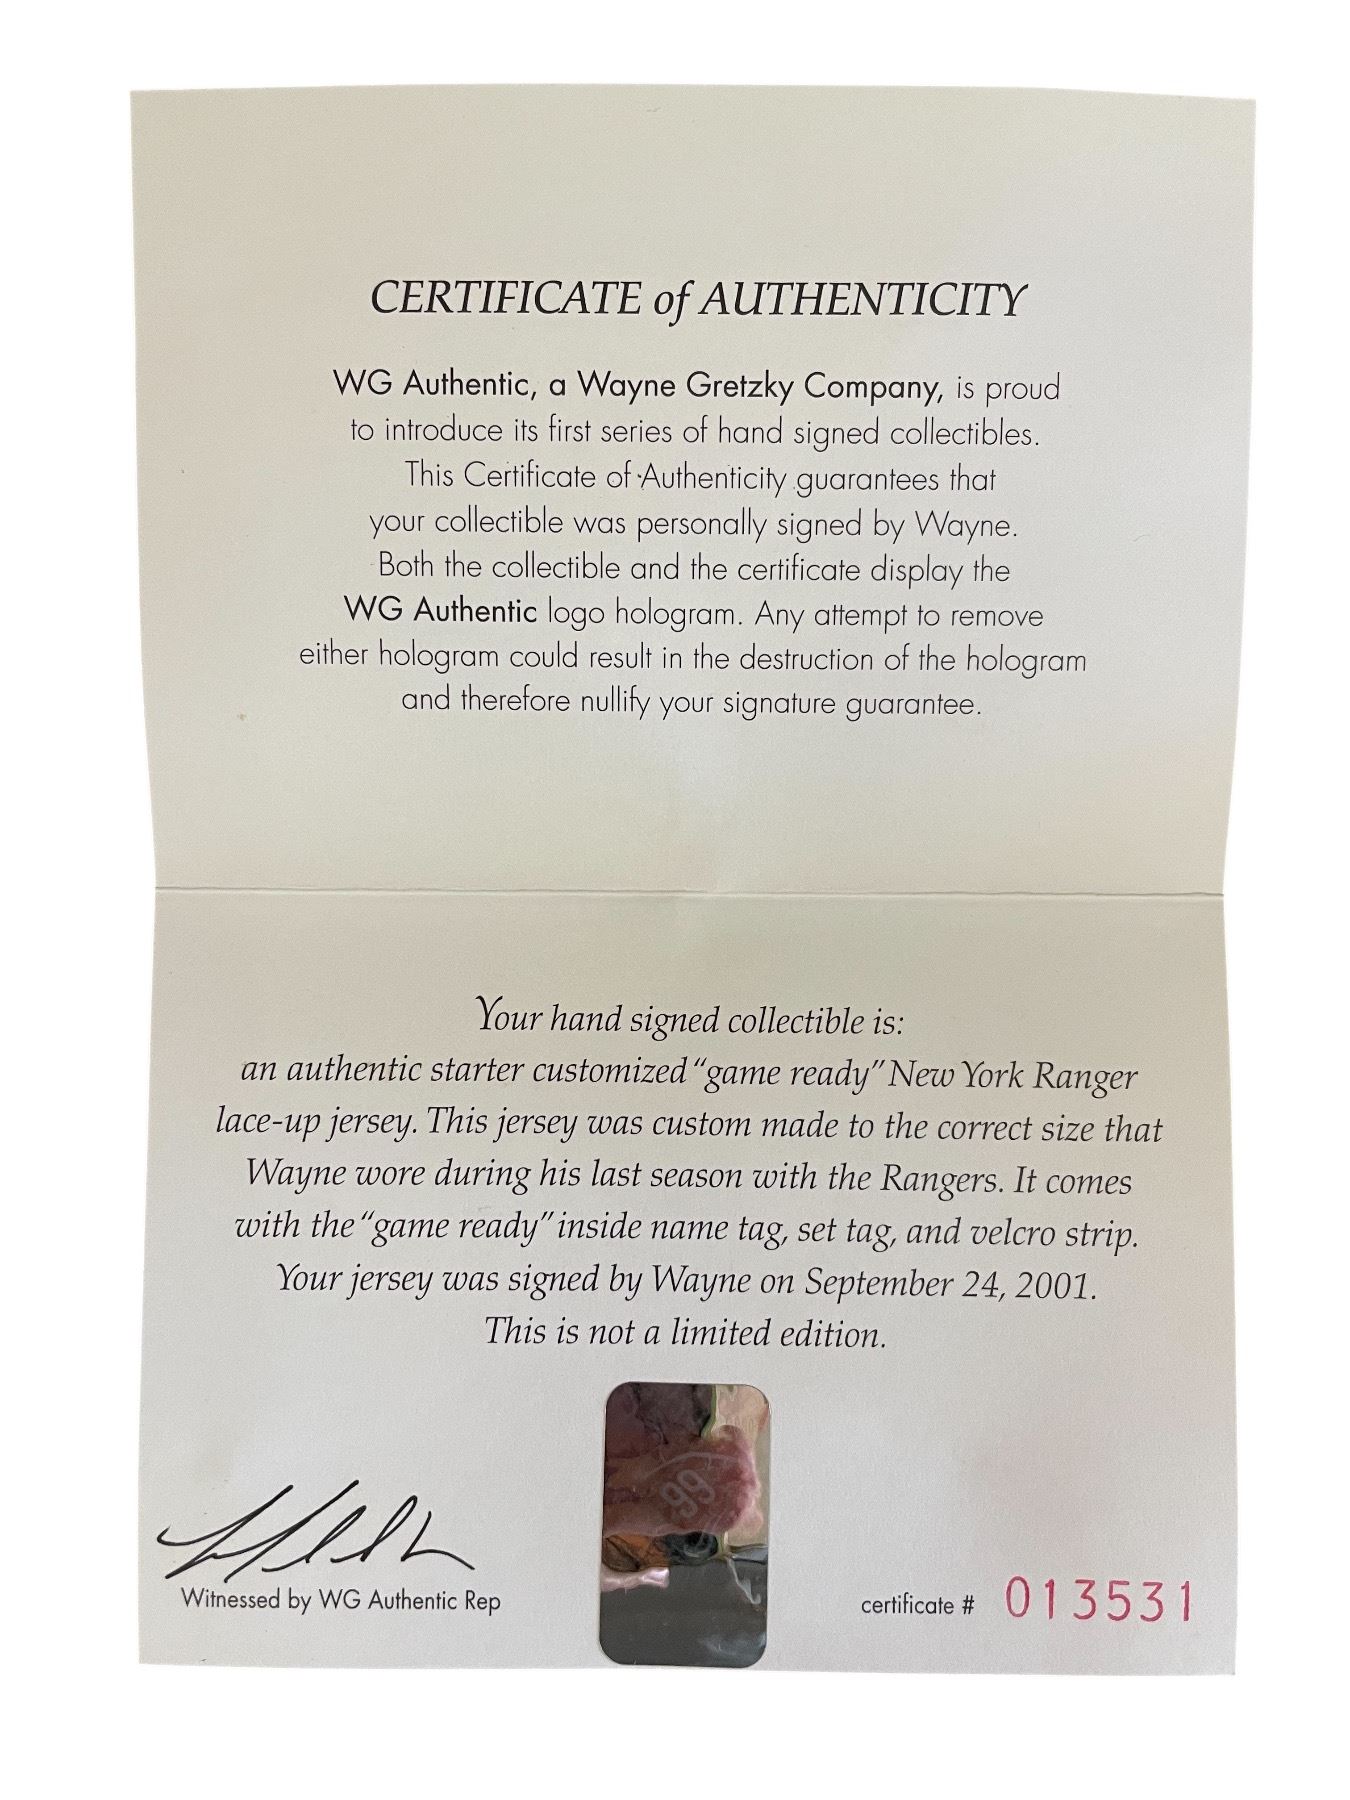 CERTIFICATE of AUTHENTICITY
WG Authentic, a Wayne Gretzky Company, is proud
to introduce its first series of hand signed collectibles.
This Certificate of Authenticity guarantees that
your collectible was personally signed by Wayne.
Both the collectible and the certificate display the
WG Authentic logo hologram. Any attempt to remove
either hologram could result in the destruction of the hologram
and therefore nullify your signature guarantee.
Your hand signed collectible is:
an authentic starter customized "game ready" New York Ranger
lace-up jersey. This jersey was custom made to the correct size that
Wayne wore during his last season with the Rangers. It comes
with the "game ready" inside name tag, set tag, and velcro strip.
Your jersey was signed by Wayne on September 24, 2001.
This is not a limited edition.
99
Witnessed by WG Authentic Rep
certificate # 013531